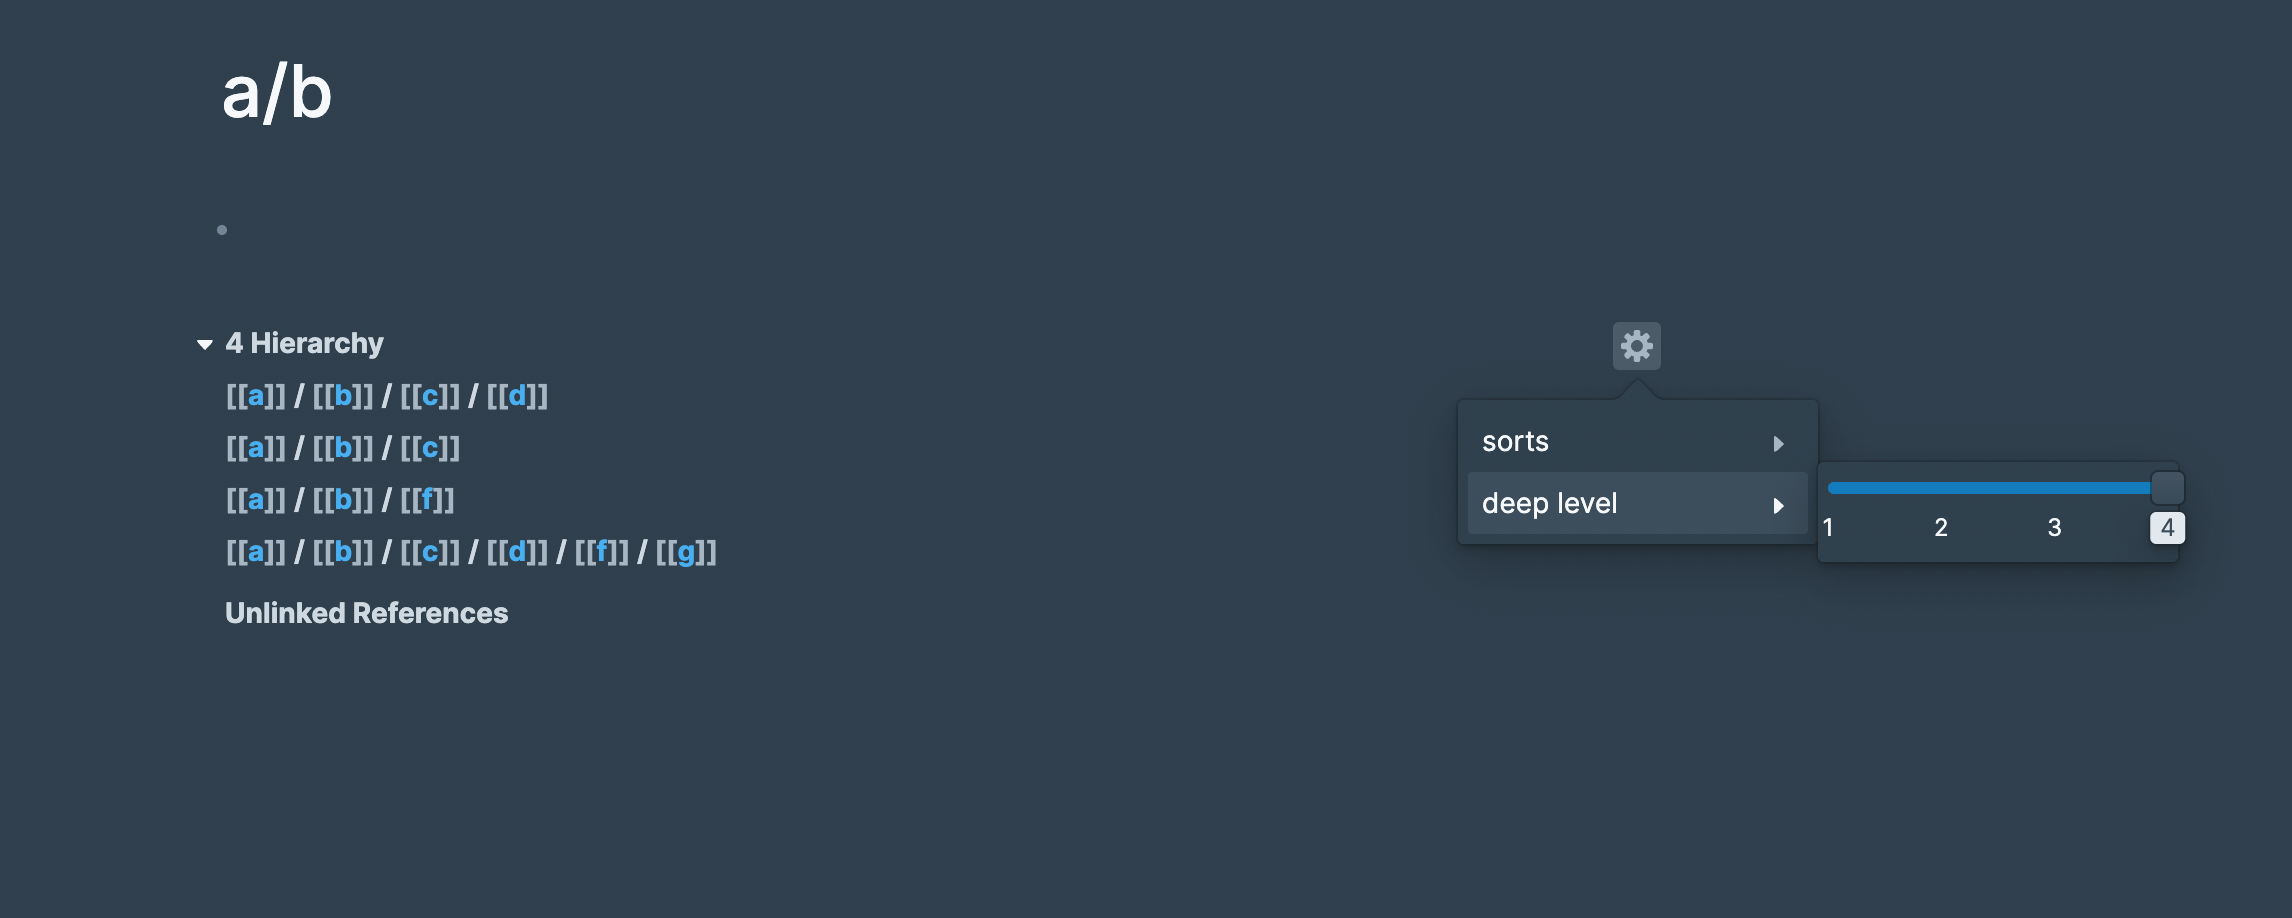 a/b
4 Hierarchy
[[a]] / [[b]] / [[c]] / [[d]]
[[a]] / [[b]] / [[c]]
[[a]] / [[b]] / [[f]]
[[a]] / [[b]] / [[c]] / [[d]] / [[f]] / [[g]]
Unlinked References
sorts
deep level
1 2 3 4